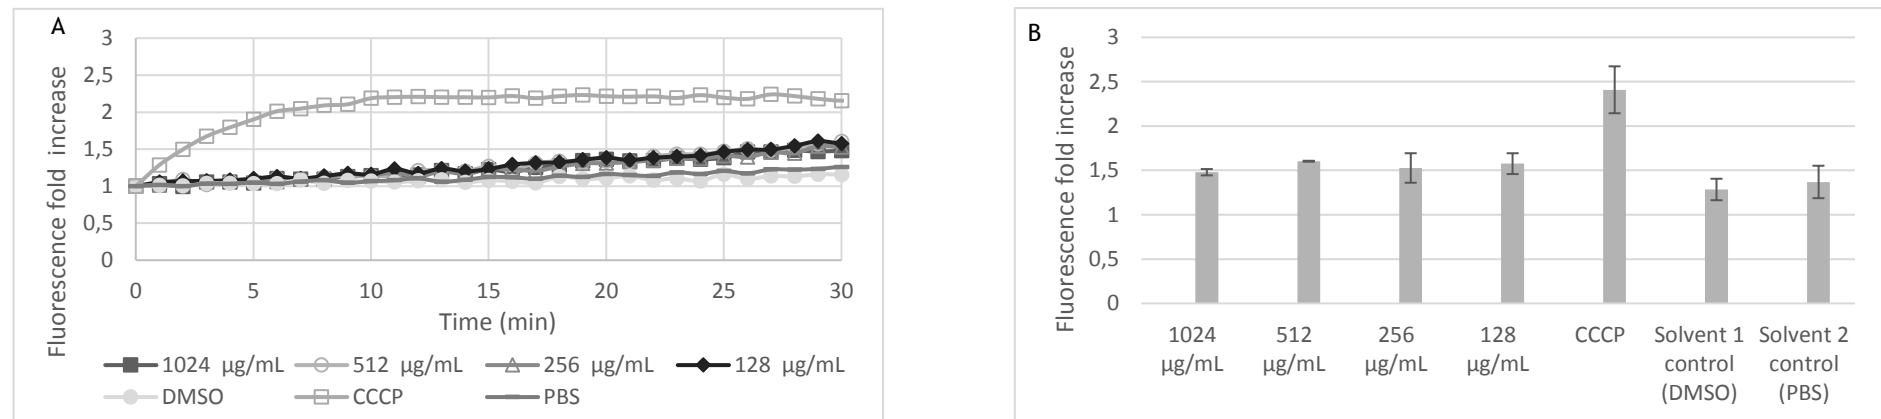 A
Fluorescence fold increase
3
2,5
2
1,5
1
0,5
0
0 5 10 15 20 25 30
Time (min)
1024 µg/mL 512 µg/mL 256 µg/mL 128 µg/mL
DMSO CCCP PBS
B
Fluorescence fold increase
3
2,5
2
1,5
1
0,5
0
1024 µg/mL
512 µg/mL
256 µg/mL
128 µg/mL
CCCP
Solvent 1
control
(DMSO)
Solvent 2
control
(PBS)